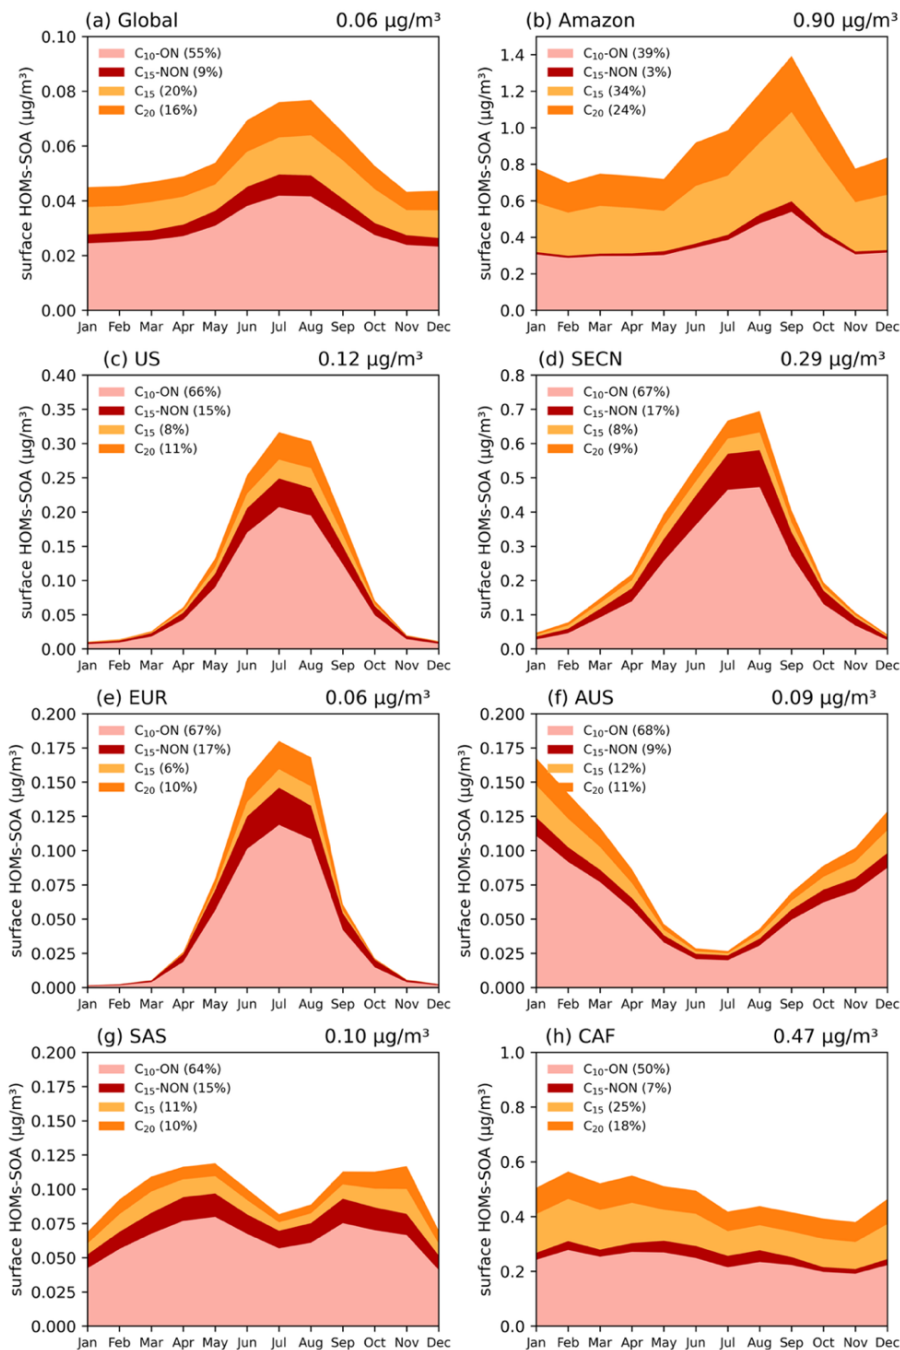 (a) Global 0.06 µg/m³
surface HOMs-SOA (µg/m³)
0.10
0.08
0.06
0.04
0.02
0.00
C₁₀-ON (55%)
C₁₅-NON (9%)
C₁₅ (20%)
C₂₀ (16%)
Jan Feb Mar Apr May Jun Jul Aug Sep Oct Nov Dec
(b) Amazon 0.90 µg/m³
surface HOMs-SOA (µg/m³)
1.4
1.2
1.0
0.8
0.6
0.4
0.2
0.0
C₁₀-ON (39%)
C₁₅-NON (3%)
C₁₅ (34%)
C₂₀ (24%)
Jan Feb Mar Apr May Jun Jul Aug Sep Oct Nov Dec
(c) US 0.12 µg/m³
surface HOMs-SOA (µg/m³)
0.40
0.35
0.30
0.25
0.20
0.15
0.10
0.05
0.00
C₁₀-ON (66%)
C₁₅-NON (15%)
C₁₅ (8%)
C₂₀ (11%)
Jan Feb Mar Apr May Jun Jul Aug Sep Oct Nov Dec
(d) SECN 0.29 µg/m³
surface HOMs-SOA (µg/m³)
0.8
0.7
0.6
0.5
0.4
0.3
0.2
0.1
0.0
C₁₀-ON (67%)
C₁₅-NON (17%)
C₁₅ (8%)
C₂₀ (9%)
Jan Feb Mar Apr May Jun Jul Aug Sep Oct Nov Dec
(e) EUR 0.06 µg/m³
surface HOMs-SOA (µg/m³)
0.200
0.175
0.150
0.125
0.100
0.075
0.050
0.025
0.000
C₁₀-ON (67%)
C₁₅-NON (17%)
C₁₅ (6%)
C₂₀ (10%)
Jan Feb Mar Apr May Jun Jul Aug Sep Oct Nov Dec
(f) AUS 0.09 µg/m³
surface HOMs-SOA (µg/m³)
0.200
0.175
0.150
0.125
0.100
0.075
0.050
0.025
0.000
C₁₀-ON (68%)
C₁₅-NON (9%)
C₁₅ (12%)
C₂₀ (11%)
Jan Feb Mar Apr May Jun Jul Aug Sep Oct Nov Dec
(g) SAS 0.10 µg/m³
surface HOMs-SOA (µg/m³)
0.200
0.175
0.150
0.125
0.100
0.075
0.050
0.025
0.000
C₁₀-ON (64%)
C₁₅-NON (15%)
C₁₅ (11%)
C₂₀ (10%)
Jan Feb Mar Apr May Jun Jul Aug Sep Oct Nov Dec
(h) CAF 0.47 µg/m³
surface HOMs-SOA (µg/m³)
1.0
0.8
0.6
0.4
0.2
0.0
C₁₀-ON (50%)
C₁₅-NON (7%)
C₁₅ (25%)
C₂₀ (18%)
Jan Feb Mar Apr May Jun Jul Aug Sep Oct Nov Dec